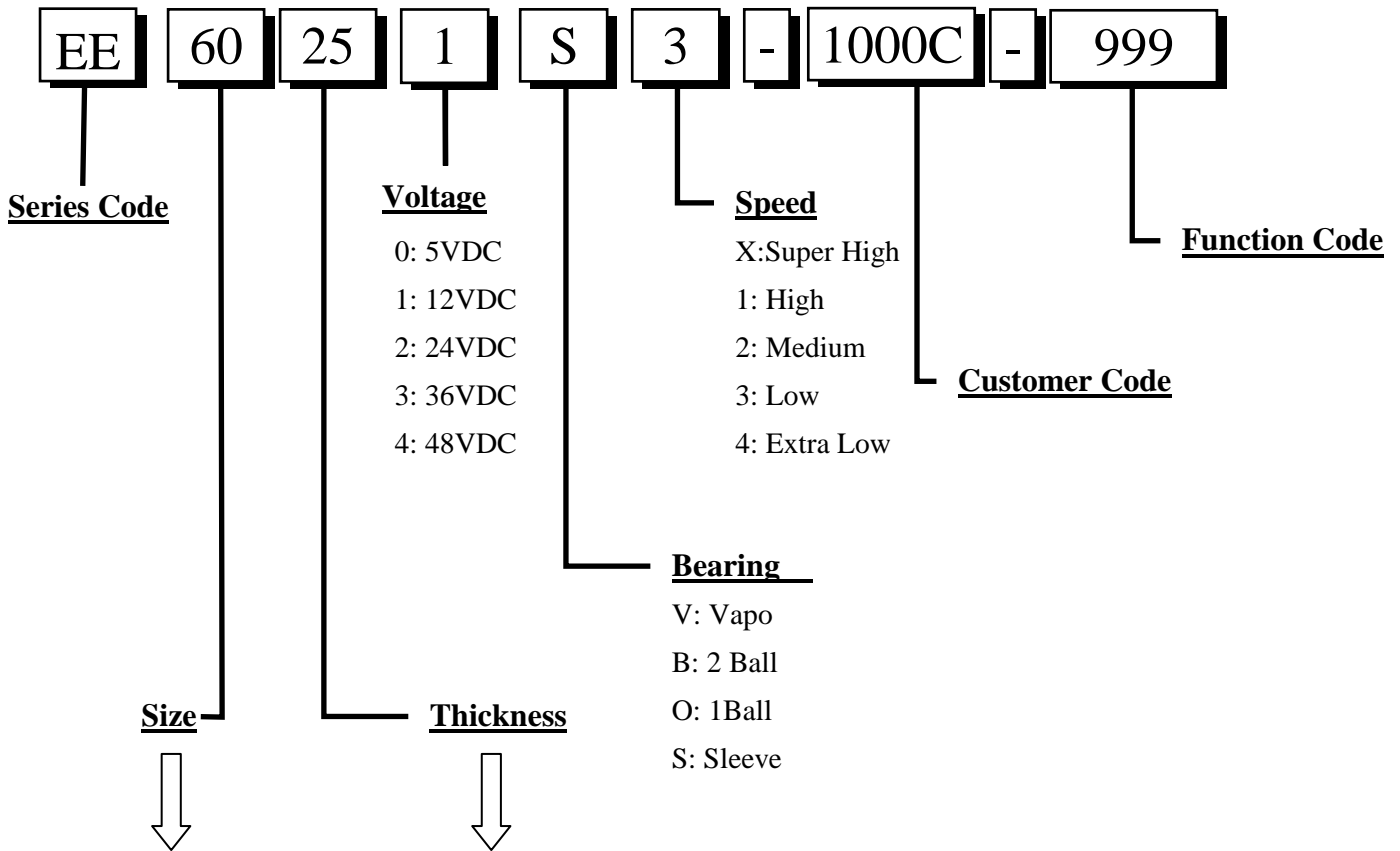 EE 60 25 1 S 3 - 1000C - 999
Series Code
Voltage
0: 5VDC
1: 12VDC
2: 24VDC
3: 36VDC
4: 48VDC
Speed
X:Super High
1: High
2: Medium
3: Low
4: Extra Low
Function Code
Customer Code
Bearing
V: Vapo
B: 2 Ball
O: 1Ball
S: Sleeve
Size
Thickness